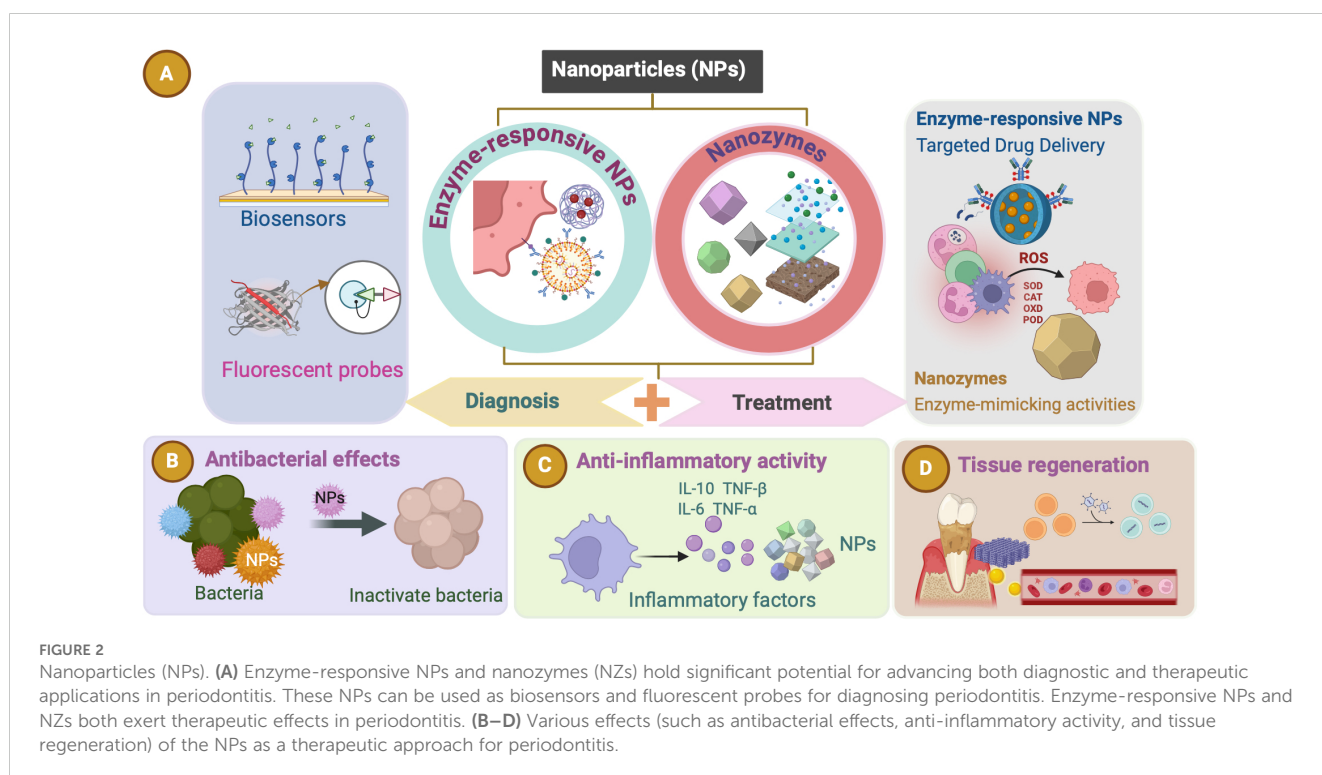 A
Nanoparticles (NPs)
Enzyme-responsive NPs
Nanozymes
Biosensors
Fluorescent probes
Enzyme-responsive NPs
Targeted Drug Delivery
ROS
SOD
CAT
OXD
POD
Nanozymes
Enzyme-mimicking activities
Diagnosis
Treatment
B
Antibacterial effects
NPs
NPs
Bacteria
Inactivate bacteria
C
Anti-inflammatory activity
IL-10 TNF-β
IL-6 TNF-α
NPs
Inflammatory factors
D
Tissue regeneration
FIGURE 2
Nanoparticles (NPs). (A) Enzyme-responsive NPs and nanozymes (NZs) hold significant potential for advancing both diagnostic and therapeutic
applications in periodontitis. These NPs can be used as biosensors and fluorescent probes for diagnosing periodontitis. Enzyme-responsive NPs and
NZs both exert therapeutic effects in periodontitis. (B–D) Various effects (such as antibacterial effects, anti-inflammatory activity, and tissue
regeneration) of the NPs as a therapeutic approach for periodontitis.